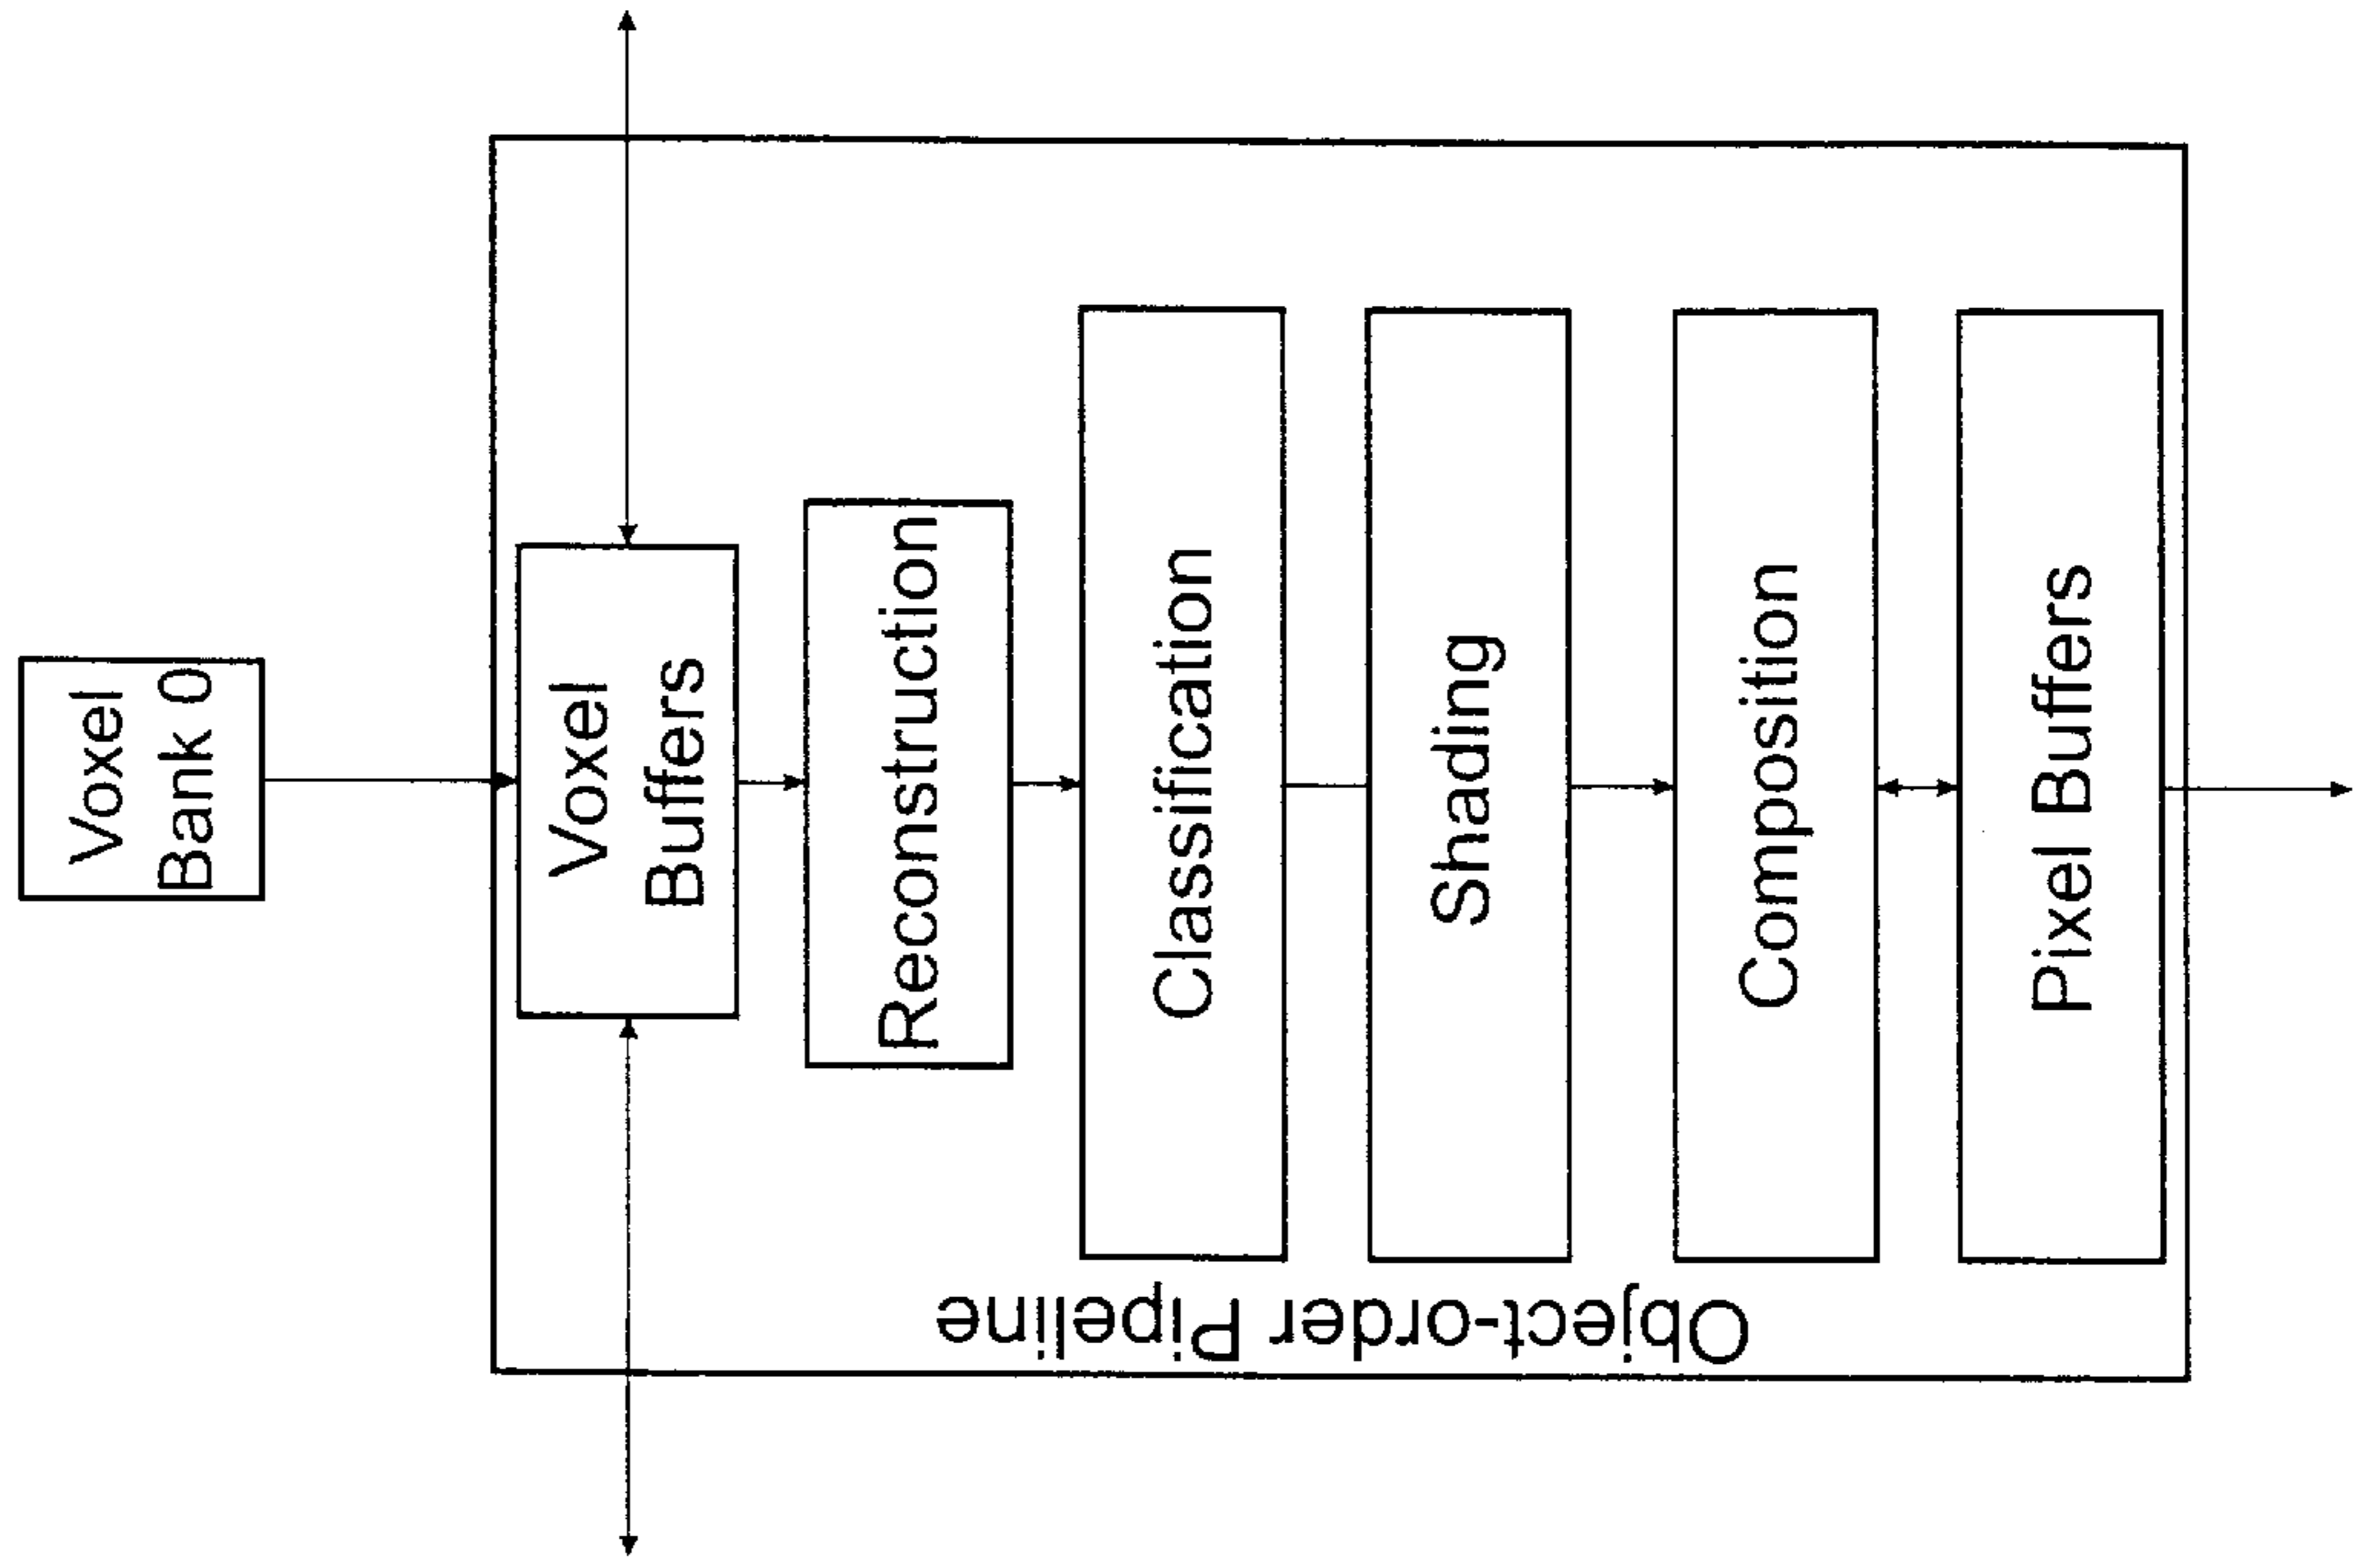 Voxel
Bank 0
Voxel
Buffers
Reconstruction
Classification
Shading
Composition
Pixel Buffers
Object-order Pipeline